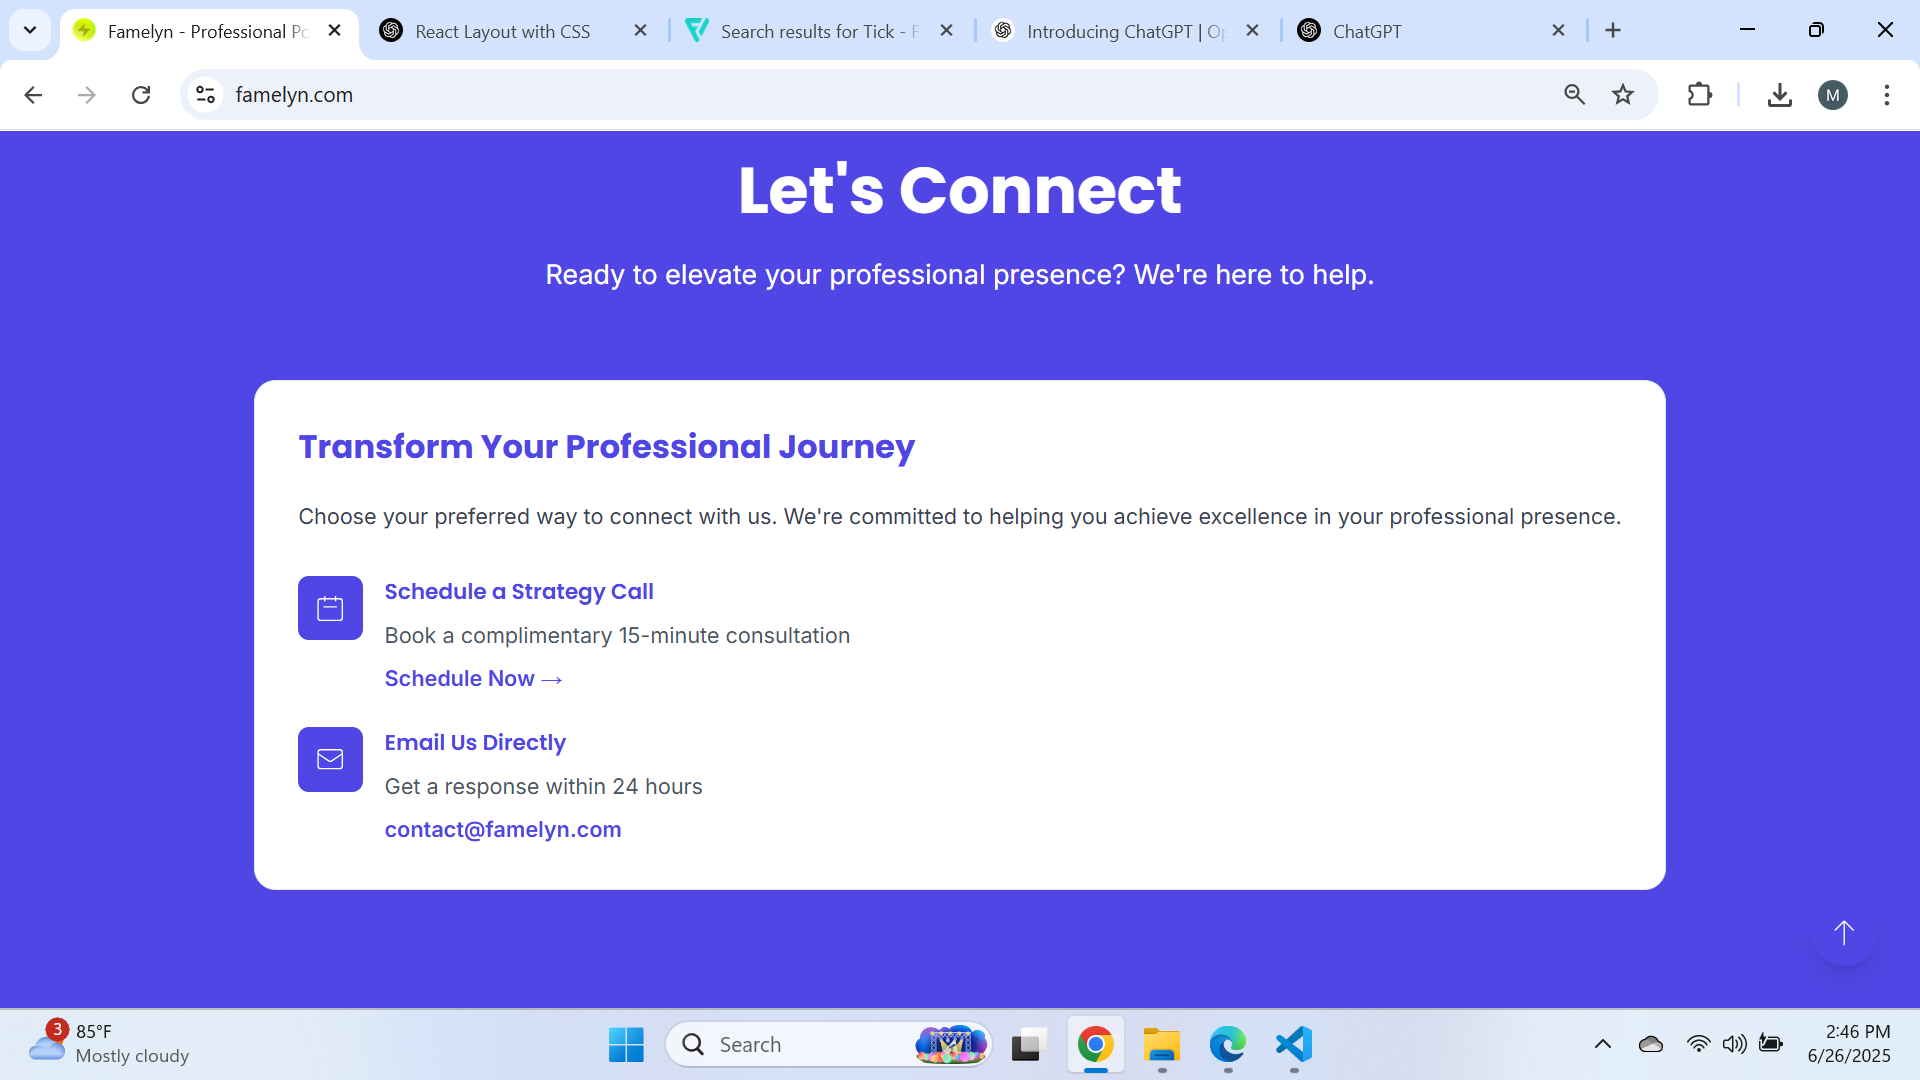 Famelyn - Professional Po
React Layout with CSS
Search results for Tick - F
Introducing ChatGPT | Op
ChatGPT
famelyn.com
M
Let's Connect
Ready to elevate your professional presence? We're here to help.
Transform Your Professional Journey
Choose your preferred way to connect with us. We're committed to helping you achieve excellence in your professional presence.
Schedule a Strategy Call
Book a complimentary 15-minute consultation
Schedule Now →
Email Us Directly
Get a response within 24 hours
contact@famelyn.com
3
85°F
Mostly cloudy
Search
2:46 PM
6/26/2025